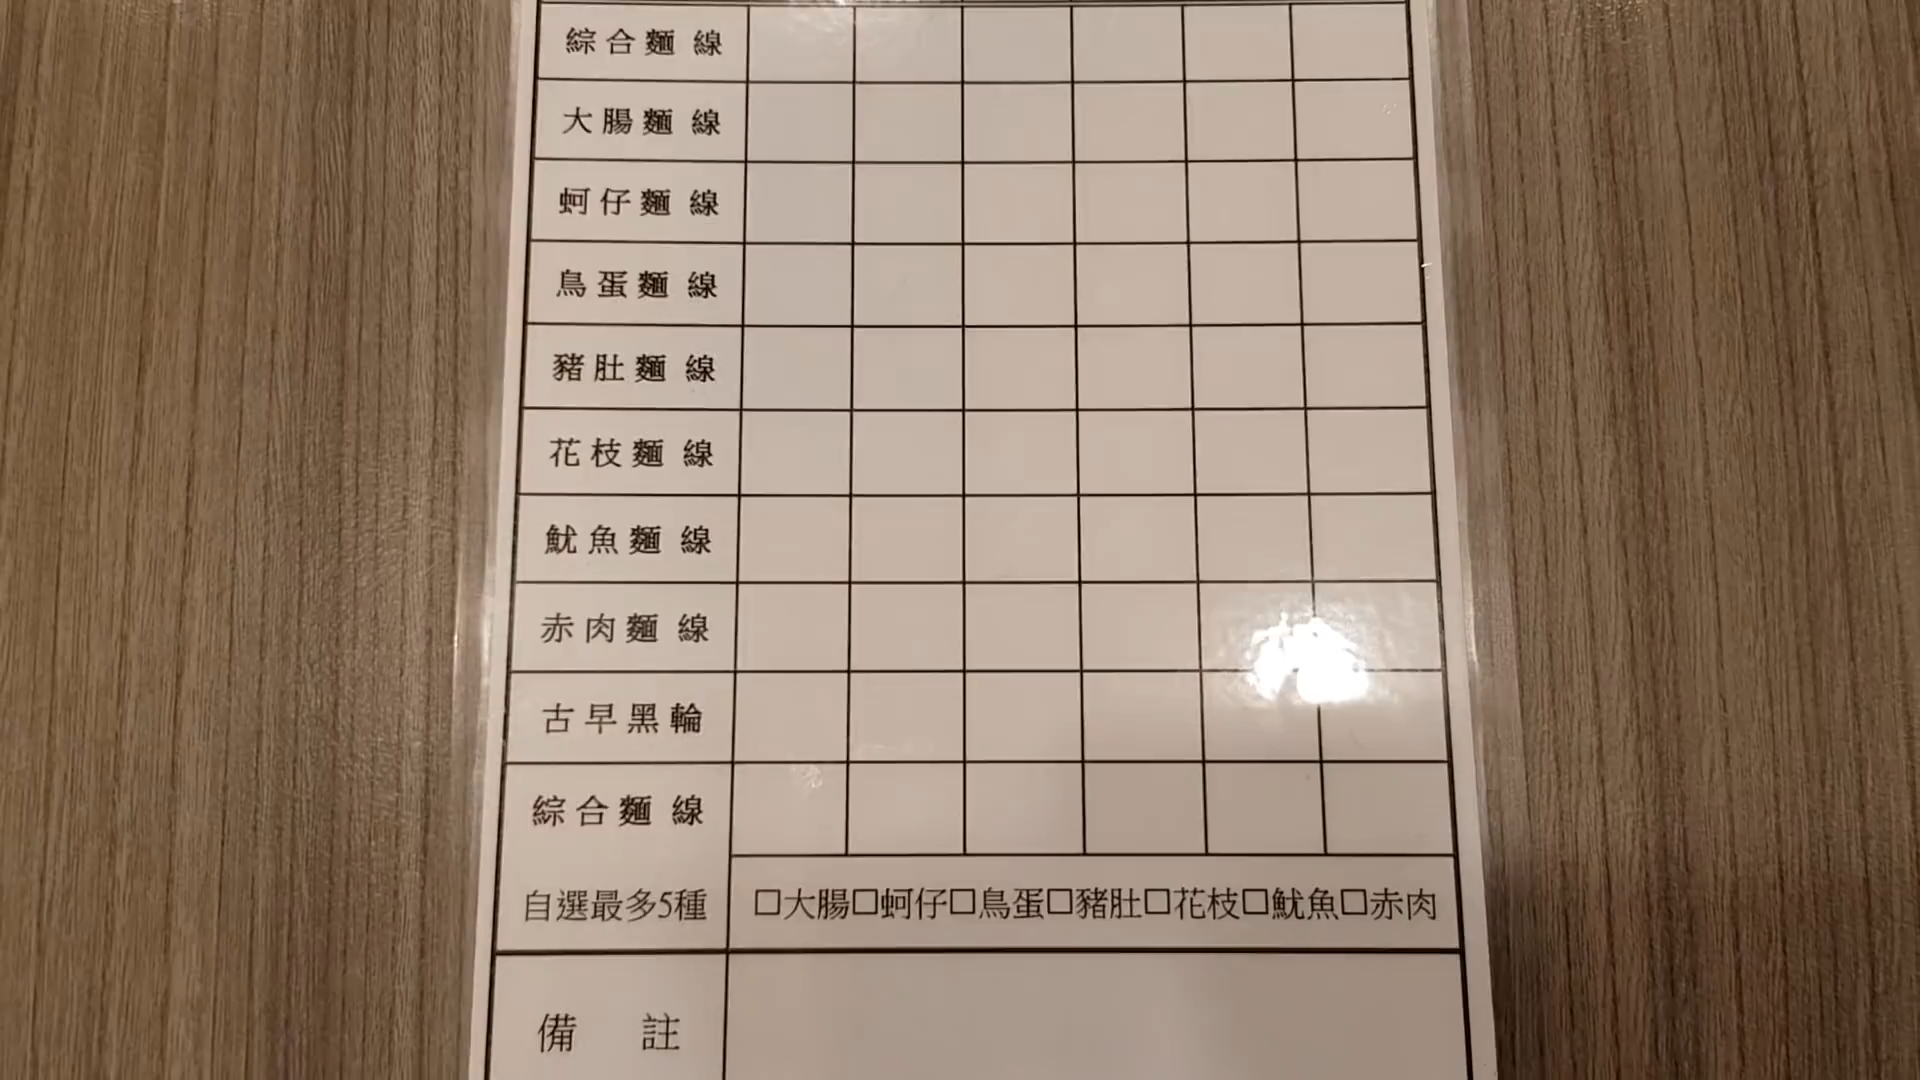 綜合麵線
大腸麵線
蚵仔麵線
鳥蛋麵線
豬肚麵線
花枝麵線
魷魚麵線
赤肉麵線
古早黑輪
綜合麵線
自選最多5種
□大腸□蚵仔□鳥蛋□豬肚□花枝□魷魚□赤肉
備 註